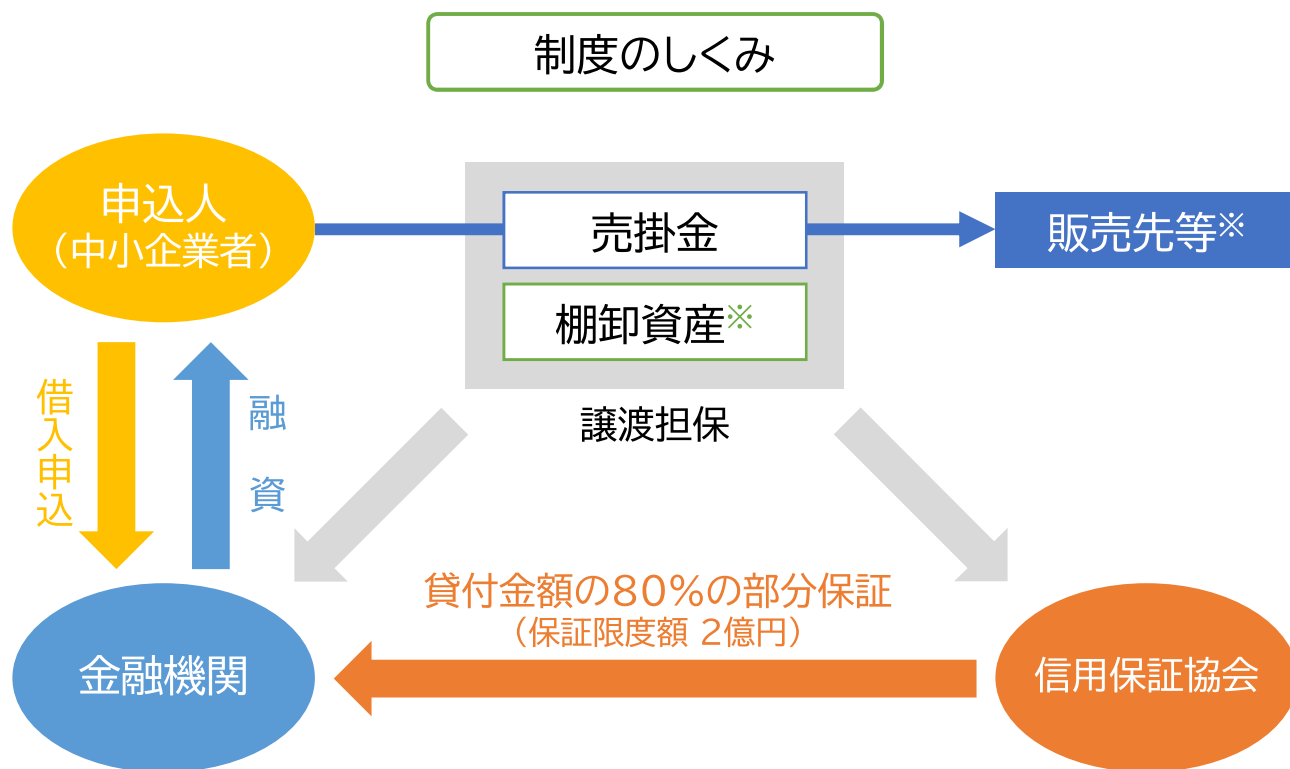 制度のしくみ
申込人
（中小企業者）
売掛金
販売先等※
棚卸資産※
譲渡担保
借入申込
融資
貸付金額の80%の部分保証
（保証限度額 2億円）
金融機関
信用保証協会